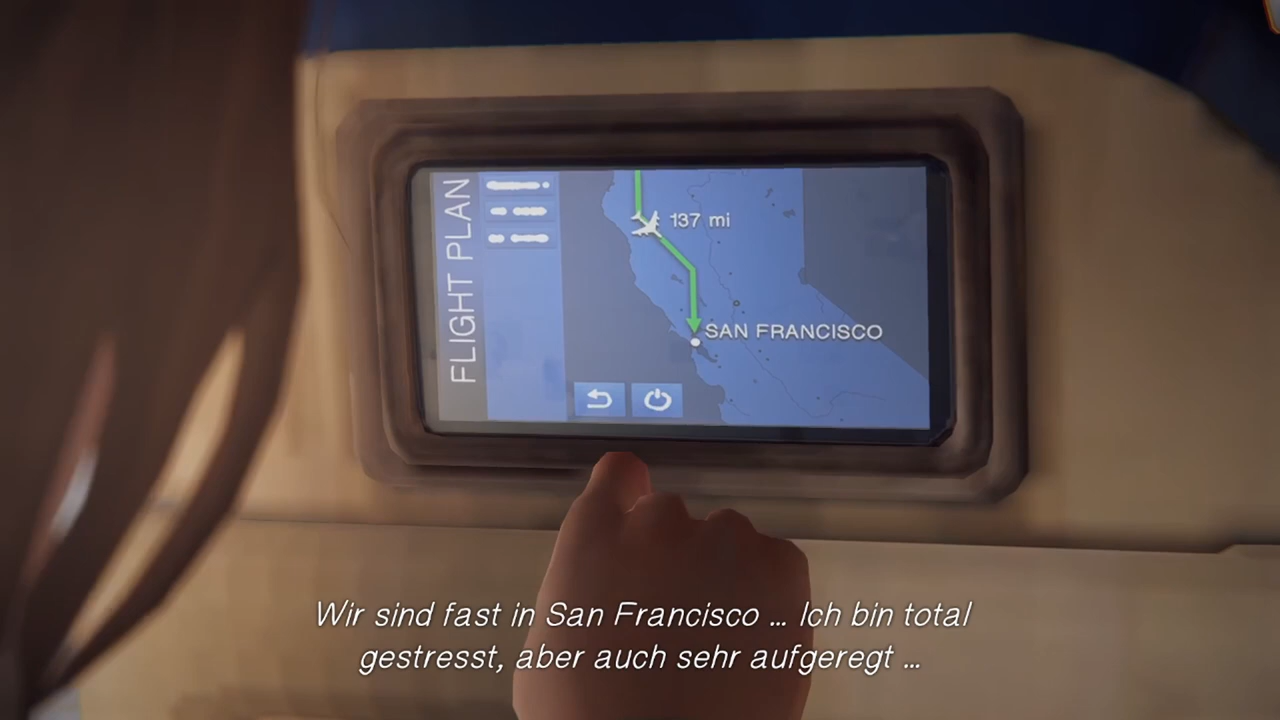 FLIGHT PLAN
137 mi
SAN FRANCISCO
Wir sind fast in San Francisco ... Ich bin total
gestresst, aber auch sehr aufgeregt ...